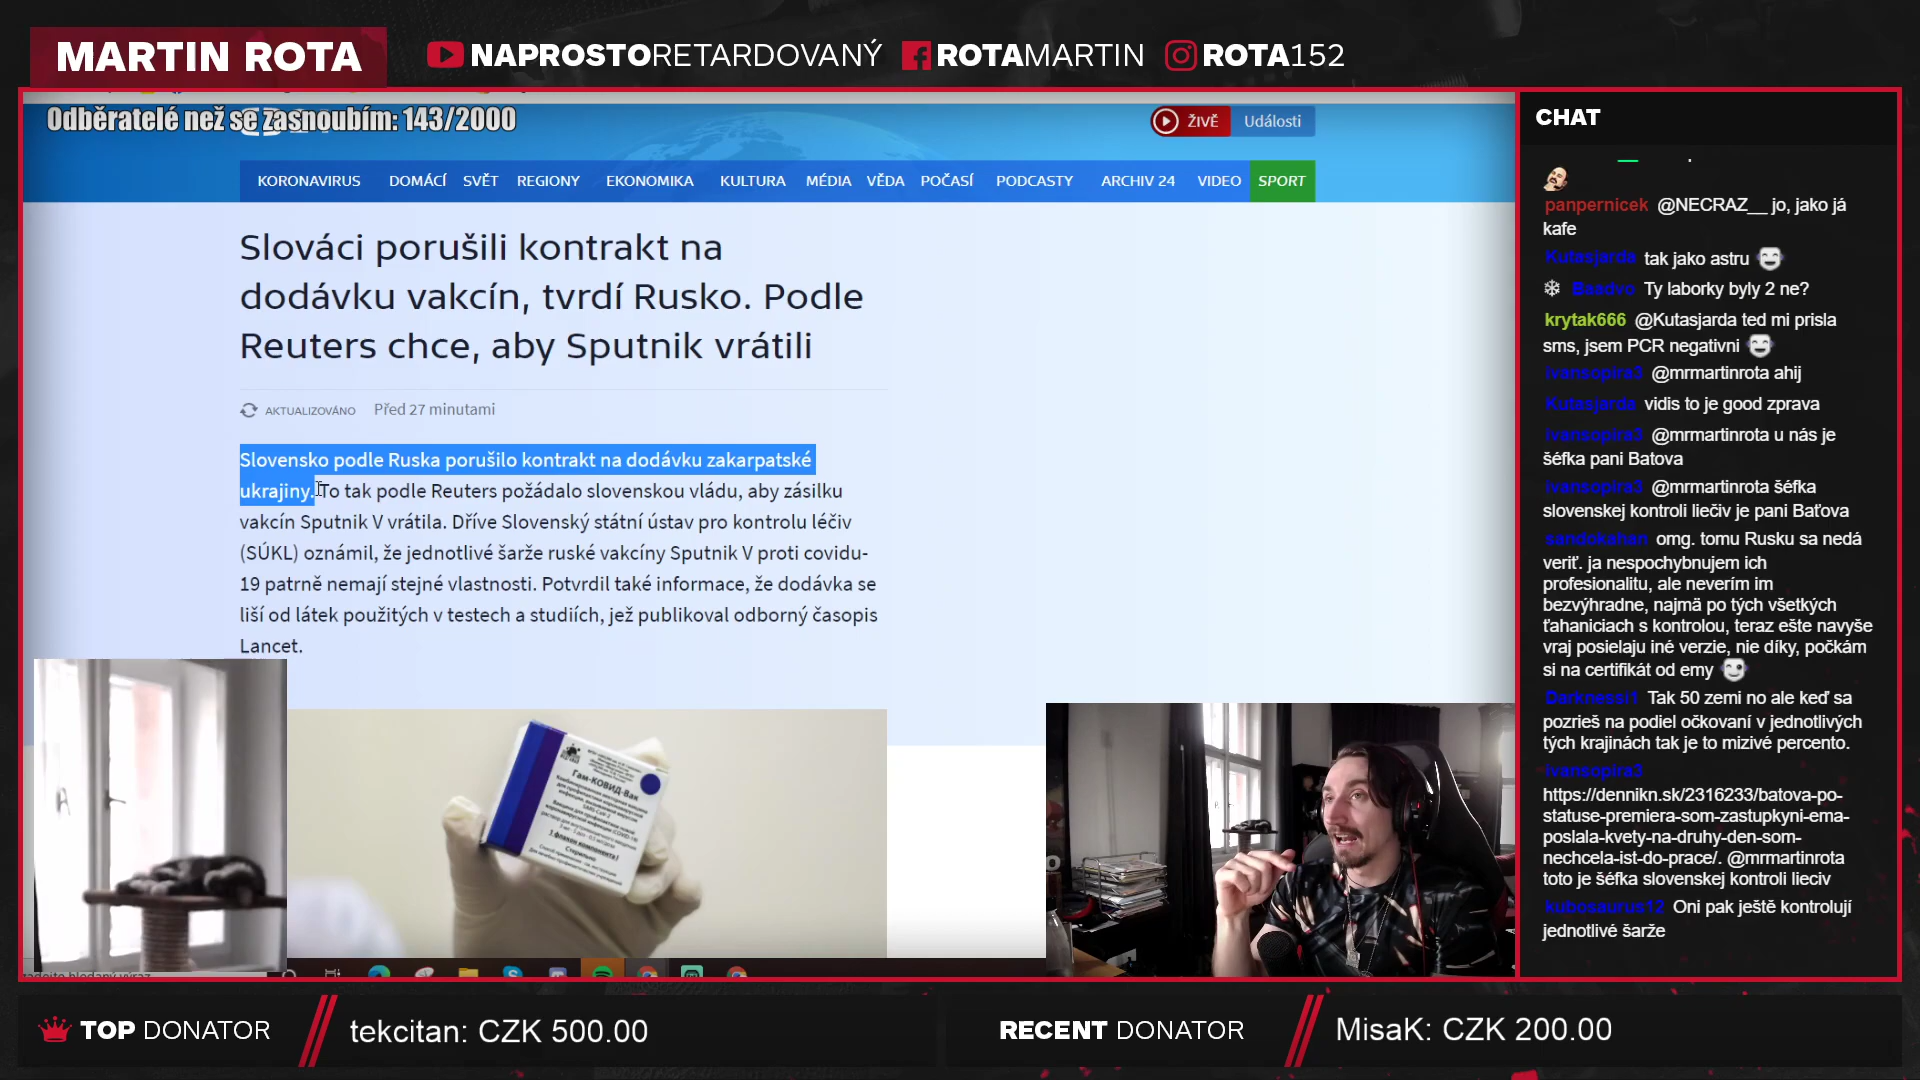 MARTIN ROTA
NAPROSTORETARDOVANÝ
ROTAMARTIN
ROTA152
Odběratelé než se zasnoubím: 143/2000
ŽIVĚ
Události
KORONAVIRUS DOMÁCÍ SVĚT REGIONY EKONOMIKA KULTURA MÉDIA VĚDA POČASÍ PODCASTY ARCHIV 24 VIDEO SPORT
Slováci porušili kontrakt na
dodávku vakcín, tvrdí Rusko. Podle
Reuters chce, aby Sputnik vrátili
AKTUALIZOVÁNO Před 27 minutami
Slovensko podle Ruska porušilo kontrakt na dodávku zakarpatské
ukrajiny. To tak podle Reuters požádalo slovenskou vládu, aby zásilku
vakcín Sputnik V vrátila. Dříve Slovenský státní ústav pro kontrolu léčiv
(SÚKL) oznámil, že jednotlivé šarže ruské vakcíny Sputnik V proti covidu-
19 patrně nemají stejné vlastnosti. Potvrdil také informace, že dodávka se
liší od látek použitých v testech a studiích, jež publikoval odborný časopis
Lancet.
Гам-КОВИД-Вак
CHAT
panpernicek @NECRAZ__ jo, jako já
kafe
Kutasjarda tak jako astru
Baadvo Ty laborky byly 2 ne?
krytak666 @Kutasjarda ted mi prisla
sms, jsem PCR negativni
ivansopira3 @mrmartinrota ahij
Kutasjarda vidis to je good zprava
ivansopira3 @mrmartinrota u nás je
šéfka pani Batova
ivansopira3 @mrmartinrota šéfka
slovenskej kontroli liečiv je pani Baťova
sandokahan omg. tomu Rusku sa nedá
veriť. ja nespochybnujem ich
profesionalitu, ale neverím im
bezvýhradne, najmä po tých všetkých
ťahaniciach s kontrolou, teraz ešte navyše
vraj posielaju iné verzie, nie díky, počkám
si na certifikát od emy
Darknessi1 Tak 50 zemi no ale keď sa
pozrieš na podiel očkovaní v jednotlivých
tých krajinách tak je to mizivé percento.
ivansopira3
https://dennikn.sk/2316233/batova-po-
statuse-premiera-som-zastupkyni-ema-
poslala-kvety-na-druhy-den-som-
nechcela-ist-do-prace/. @mrmartinrota
toto je šéfka slovenskej kontroli lieciv
kubosaurus12 Oni pak ještě kontrolují
jednotlivé šarže
TOP DONATOR
tekcitan: CZK 500.00
RECENT DONATOR
MisaK: CZK 200.00